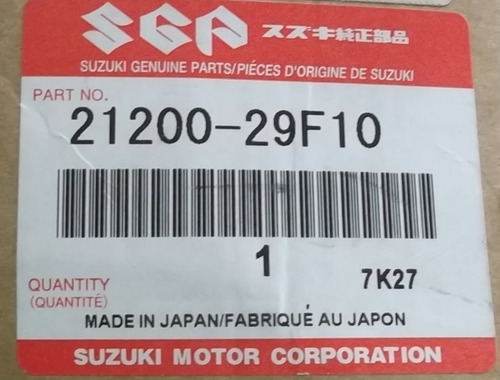 SGP スズキ純正部品
SUZUKI GENUINE PARTS/PIÉCES D'ORIGINE DE SUZUKI
PART NO.
21200-29F10
1
7K27
QUANTITY
(QUANTITÉ)
MADE IN JAPAN/FABRIQUÉ AU JAPON
SUZUKI MOTOR CORPORATION